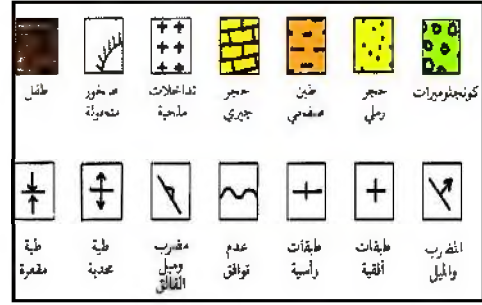 كونجلوميرات
حجر
رملي
طين
صفحي
حجر
جيري
تداخلات
ملحية
صخور
متحولة
طفل
المضرب
والميل
طبقات
أفقية
طبقات
رأسية
عدم
توافق
مضرب
وميل
الفالق
طية
محدبة
طية
مقعرة